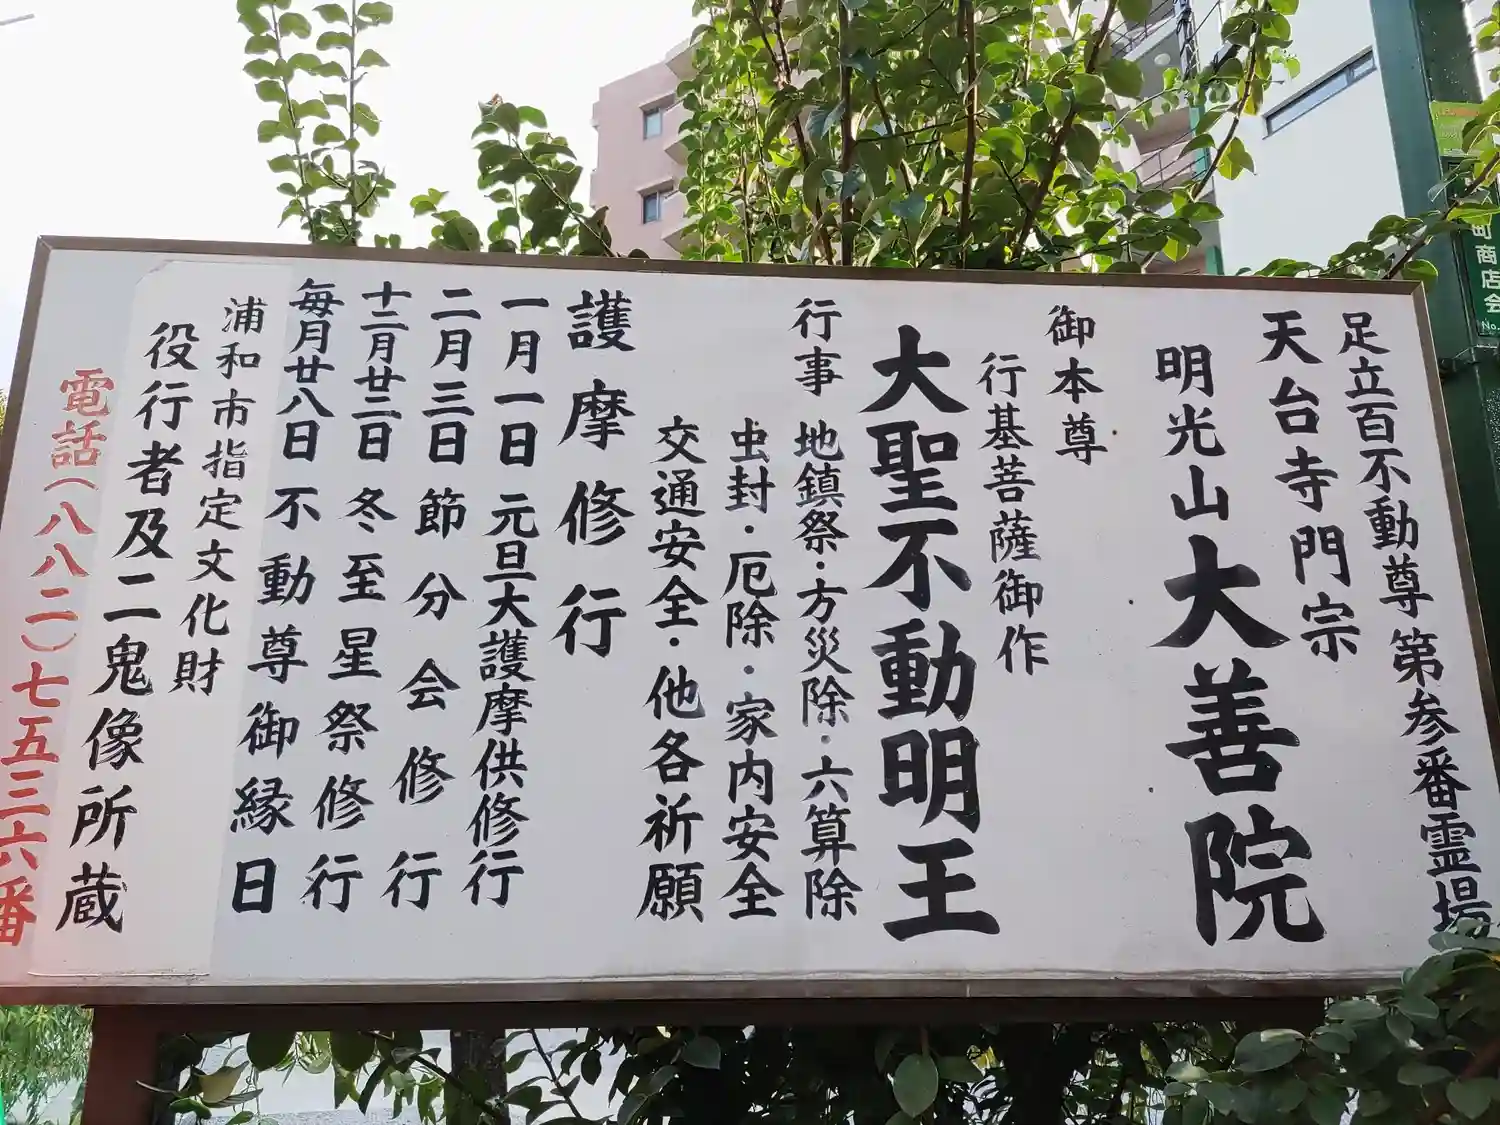 足立百不動尊第参番霊場
天台寺門宗
明光山大善院
御本尊
行基菩薩御作
大聖不動明王
行事 地鎮祭・方災除・六算除
虫封・厄除・家内安全
交通安全・他各祈願
護摩修行
一月一日 元旦大護摩供修行
二月三日 節分会修行
十二月廿二日 冬至星祭修行
毎月廿八日 不動尊御縁日
浦和市指定文化財
役行者及二鬼像所蔵
電話(八八二)七五三六番
町商店会
No.